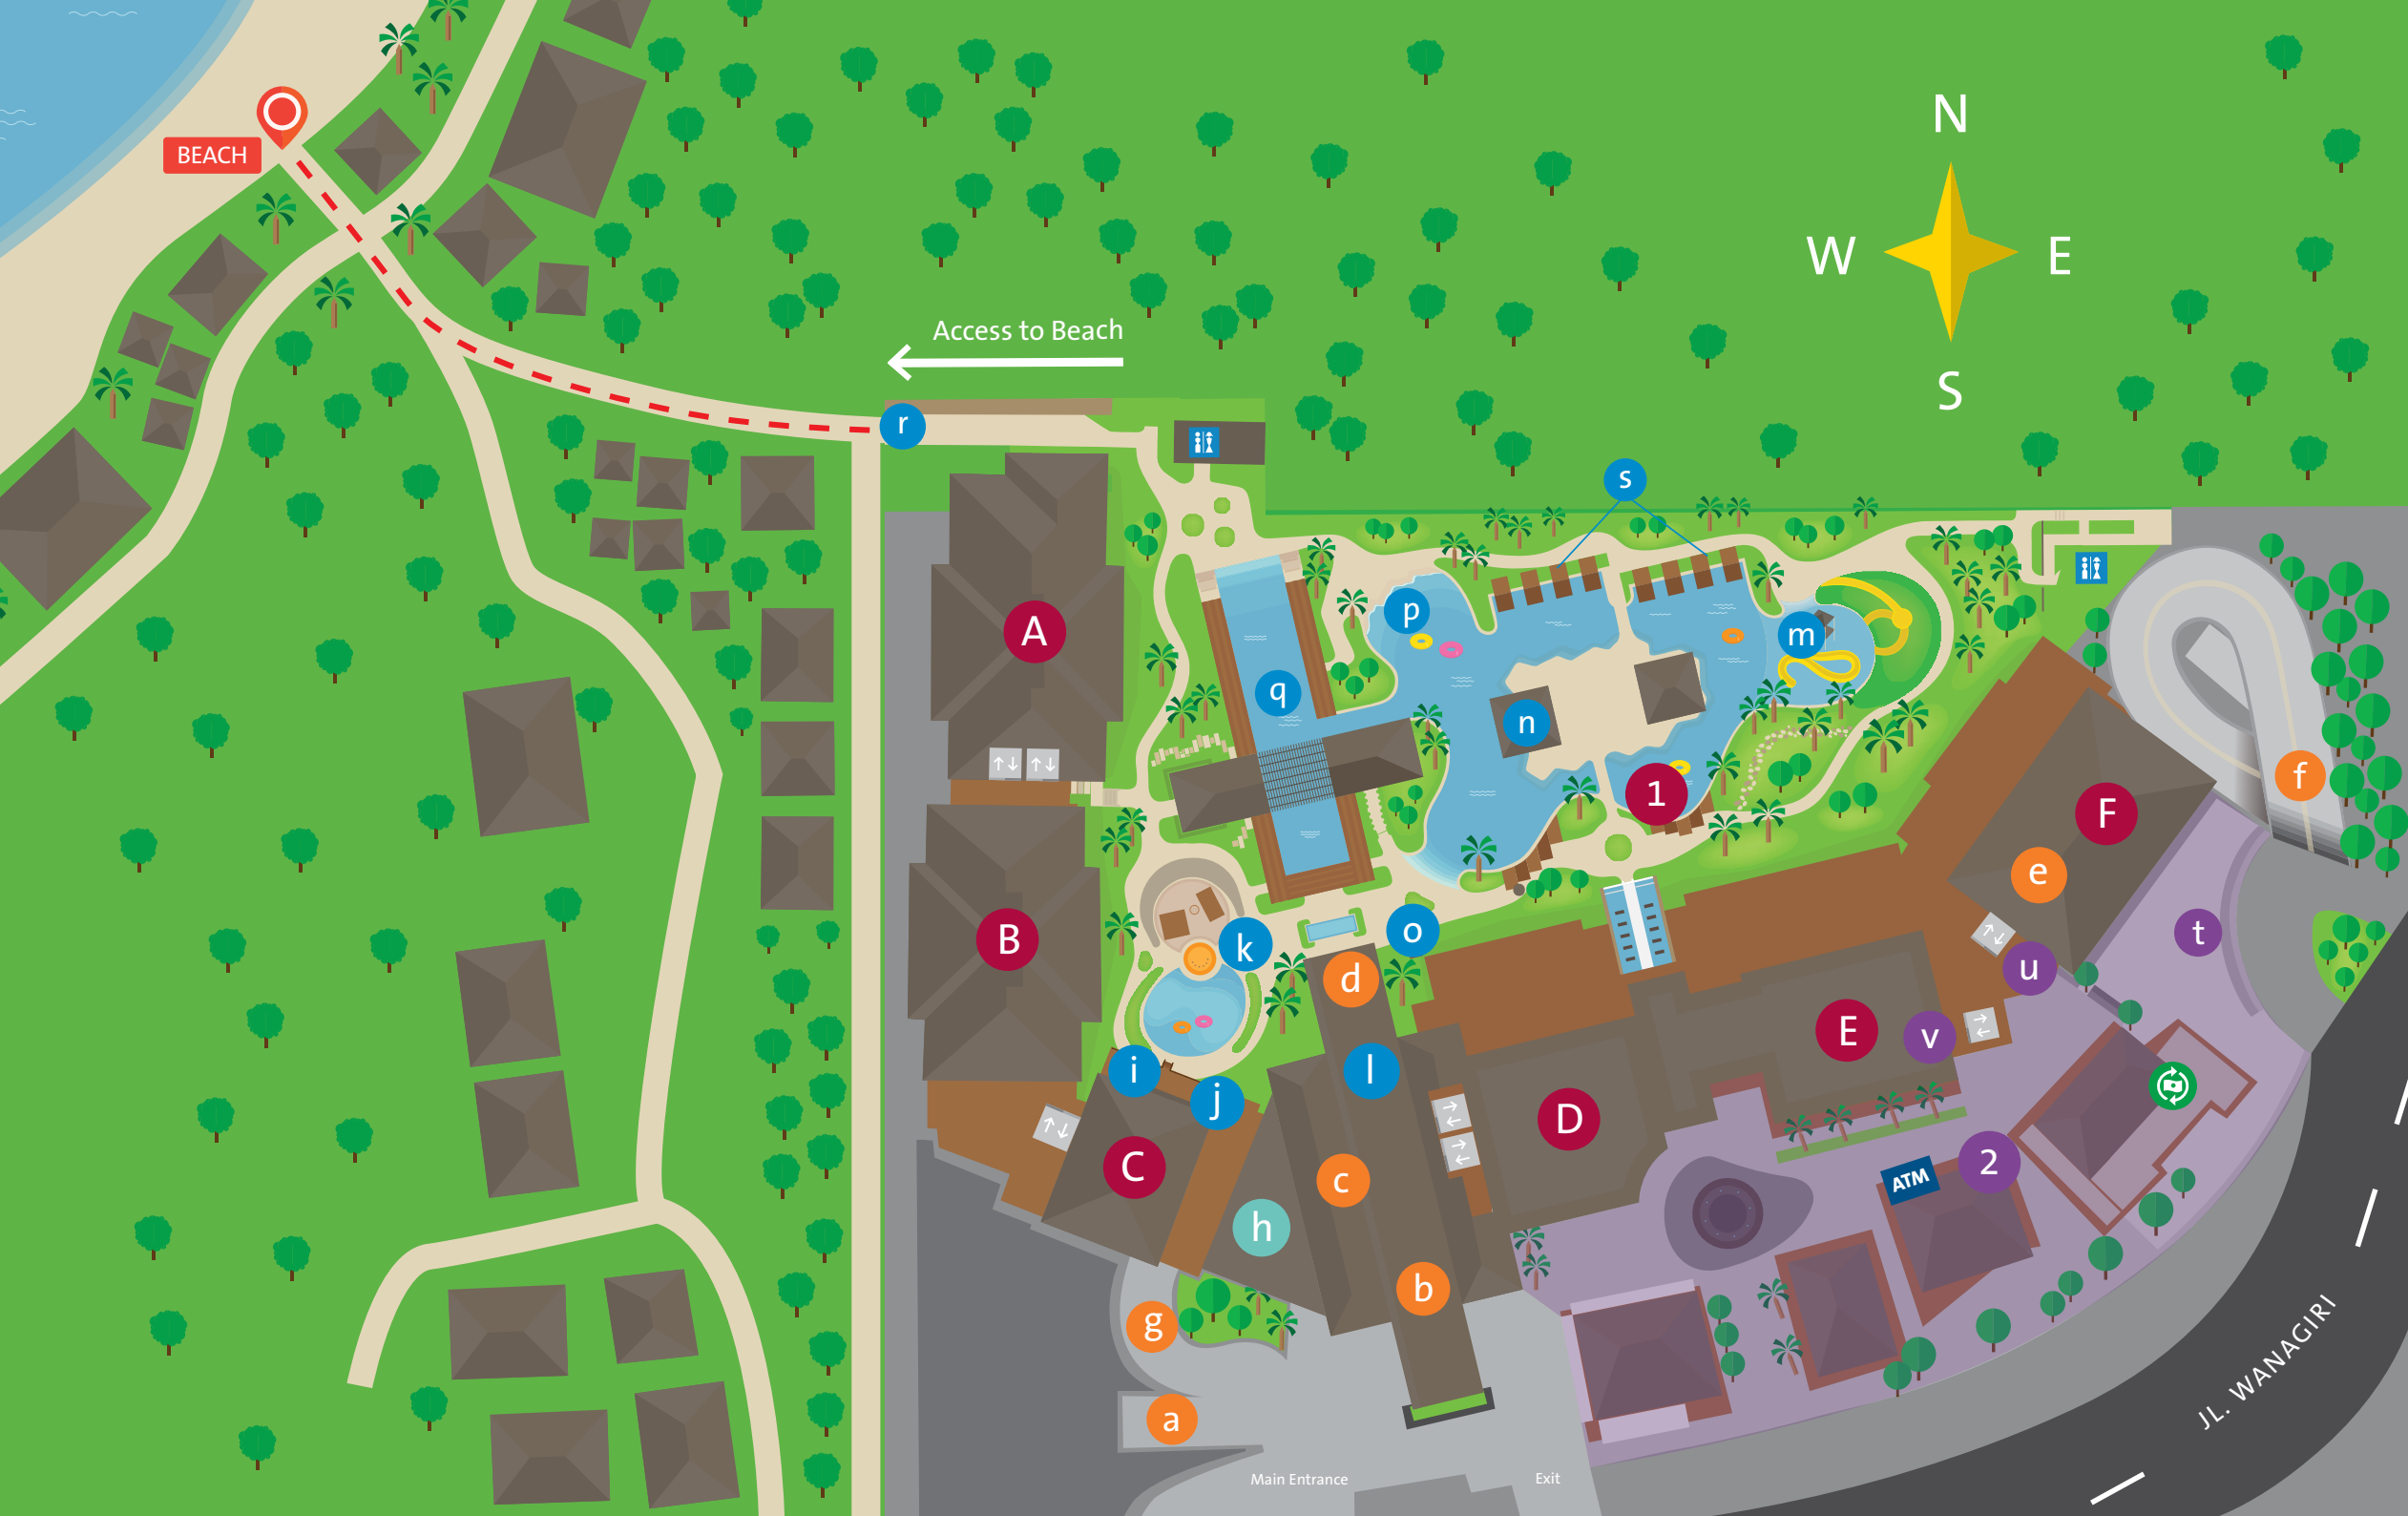 N
BEACH
W E
Access to Beach
S
r
s
p
m
A
q
n
1
f
F
e
B
k
o
t
d
u
E
v
i
l
j
D
C
2
c
ATM
h
b
g
JL. WANAGIRI
a
Main Entrance
Exit